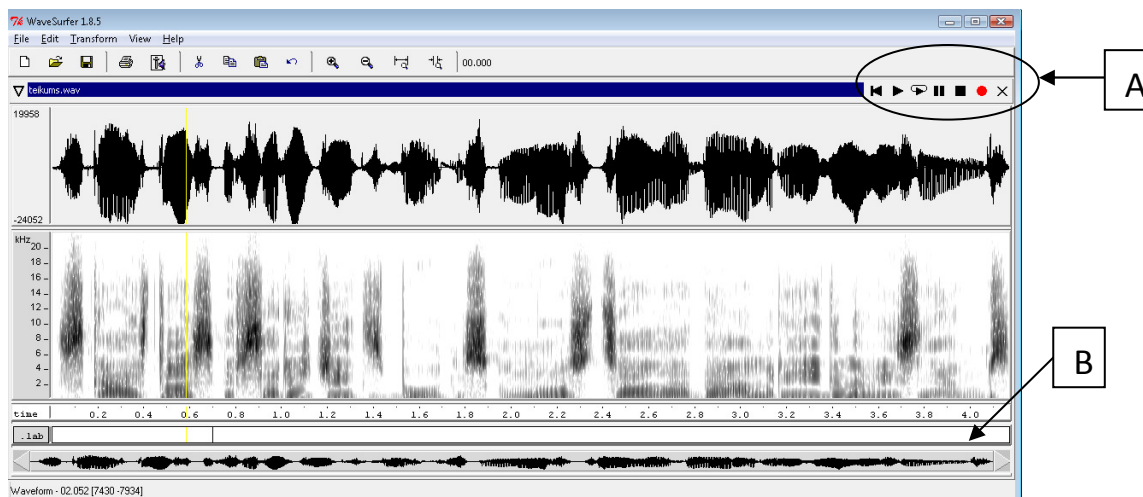 WaveSurfer 1.8.5
File Edit Transform View Help
00.000
A
teikums.wav
19958
-24052
kHz
20
18
16
14
12
10
8
6
4
2
B
time 0.2 0.4 0.6 0.8 1.0 1.2 1.4 1.6 1.8 2.0 2.2 2.4 2.6 2.8 3.0 3.2 3.4 3.6 3.8 4.0
.lab
Waveform - 02.052 [7430 -7934]